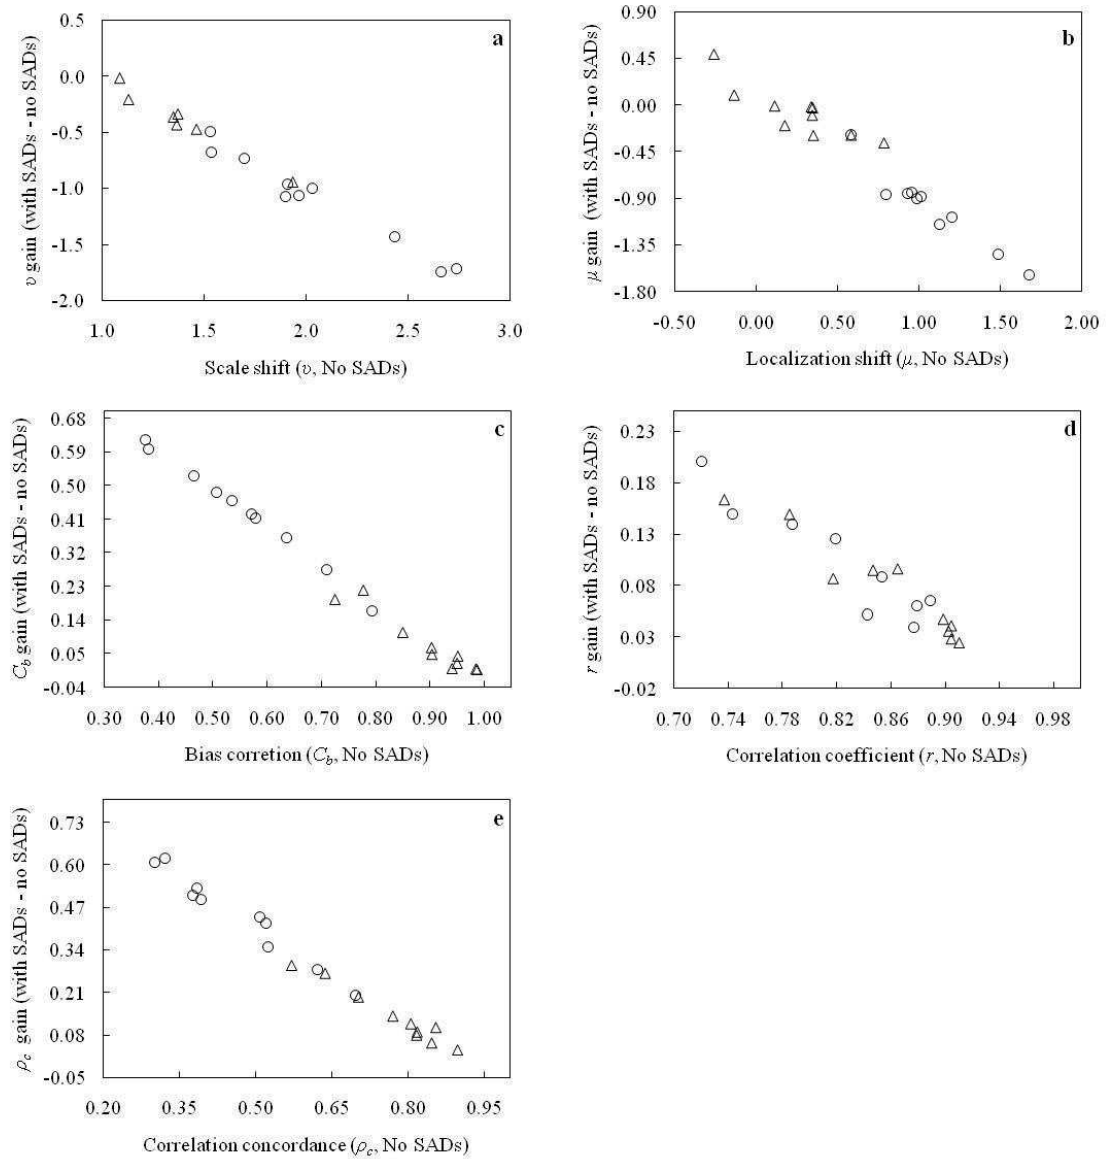 a
υ gain (with SADs - no SADs)
0.5
0.0
-0.5
-1.0
-1.5
-2.0
1.0 1.5 2.0 2.5 3.0
Scale shift (υ, No SADs)
b
μ gain (with SADs - no SADs)
0.90
0.45
0.00
-0.45
-0.90
-1.35
-1.80
-0.50 0.00 0.50 1.00 1.50 2.00
Localization shift (μ, No SADs)
c
C_b gain (with SADs - no SADs)
0.68
0.59
0.50
0.41
0.32
0.23
0.14
0.05
-0.04
0.30 0.40 0.50 0.60 0.70 0.80 0.90 1.00
Bias corretion (C_b, No SADs)
d
r gain (with SADs - no SADs)
0.23
0.18
0.13
0.08
0.03
-0.02
0.70 0.74 0.78 0.82 0.86 0.90 0.94 0.98
Correlation coefficient (r, No SADs)
e
ρ_c gain (with SADs - no SADs)
0.73
0.60
0.47
0.34
0.21
0.08
-0.05
0.20 0.35 0.50 0.65 0.80 0.95
Correlation concordance (ρ_c, No SADs)